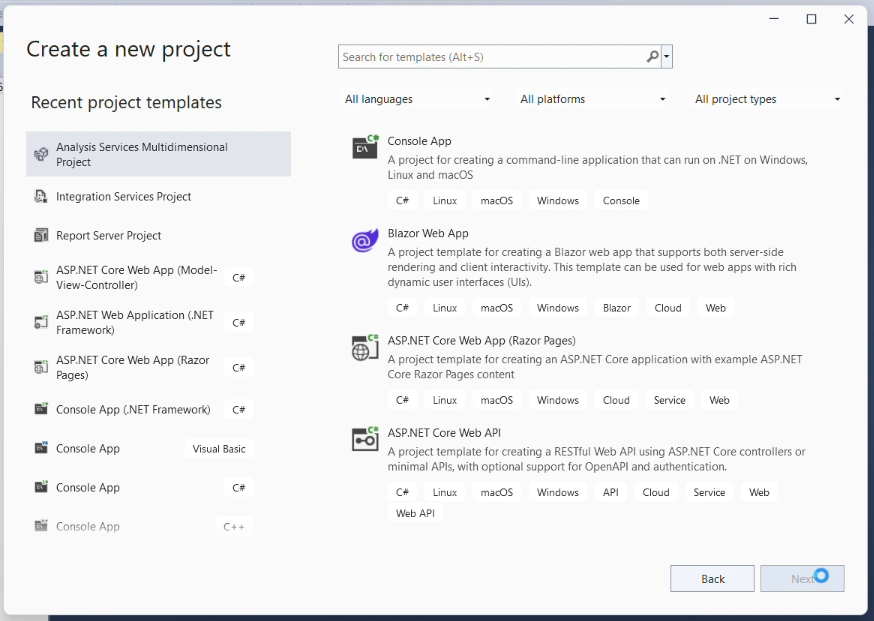 Create a new project
Search for templates (Alt+S)
Recent project templates
All languages
All platforms
All project types
Analysis Services Multidimensional
Project
Integration Services Project
Report Server Project
ASP.NET Core Web App (Model-
View-Controller)
C#
ASP.NET Web Application (.NET
Framework)
C#
ASP.NET Core Web App (Razor
Pages)
C#
Console App (.NET Framework)
C#
Console App
Visual Basic
Console App
C#
Console App
C++
Console App
A project for creating a command-line application that can run on .NET on Windows,
Linux and macOS
C# Linux macOS Windows Console
Blazor Web App
A project template for creating a Blazor web app that supports both server-side
rendering and client interactivity. This template can be used for web apps with rich
dynamic user interfaces (UIs).
C# Linux macOS Windows Blazor Cloud Web
ASP.NET Core Web App (Razor Pages)
A project template for creating an ASP.NET Core application with example ASP.NET
Core Razor Pages content
C# Linux macOS Windows Cloud Service Web
ASP.NET Core Web API
A project template for creating a RESTful Web API using ASP.NET Core controllers or
minimal APIs, with optional support for OpenAPI and authentication.
C# Linux macOS Windows API Cloud Service Web
Web API
Back
Next